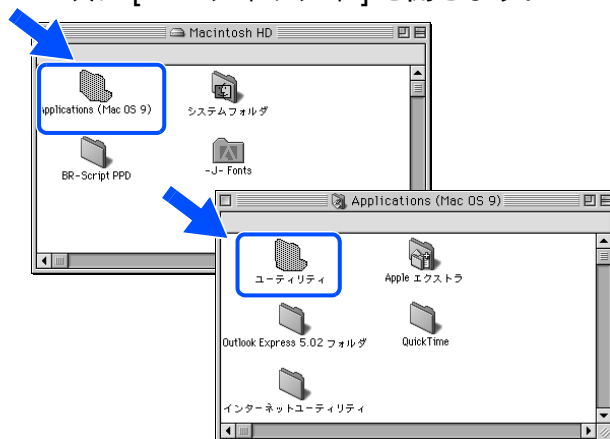 Macintosh HD
Applications (Mac OS 9)
システムフォルダ
BR-Script PPD
-J- Fonts
Applications (Mac OS 9)
ユーティリティ
Apple エクストラ
Outlook Express 5.02 フォルダ
QuickTime
インターネットユーティリティ